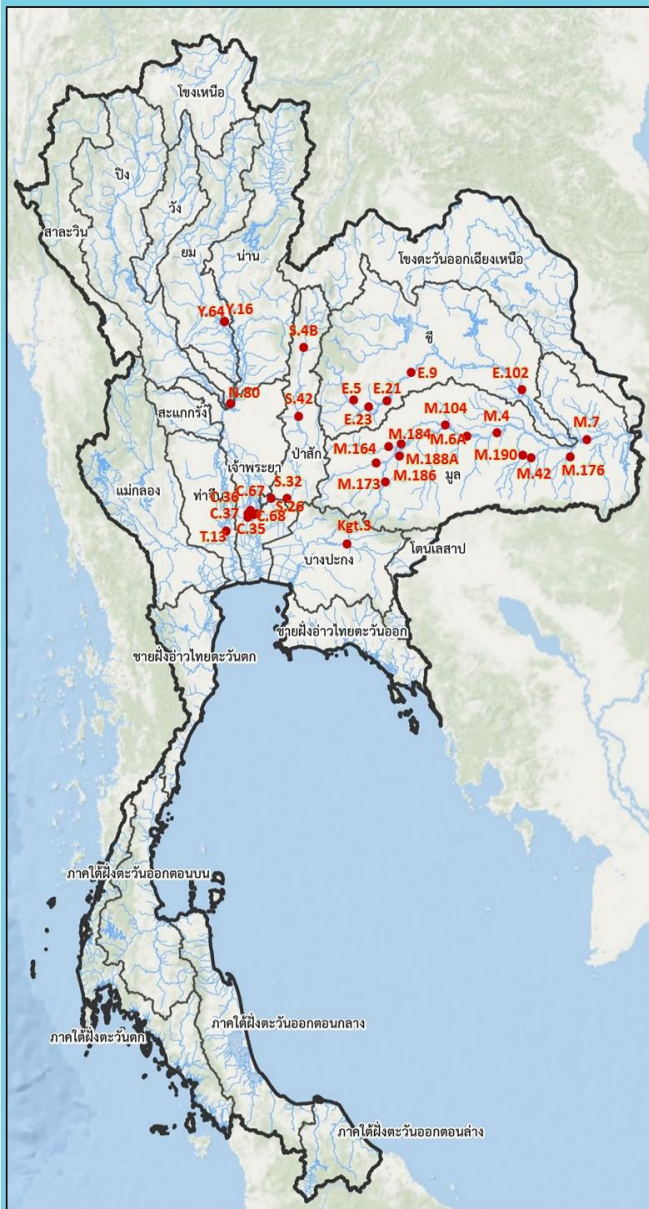 โขงเหนือ
ปิง
วัง
สาละวิน
ยม
น่าน
โขงตะวันออกเฉียงเหนือ
Y.64
Y.16
S.4B
ชี
E.9
E.102
E.5
E.21
N.80
สะแกกรัง
S.42
E.23
M.104
M.4
M.7
M.184
M.6A
ป่าสัก
M.164
M.190
M.188A
M.42
M.176
แม่กลอง
เจ้าพระยา
M.173
M.186
มูล
ท่าจีน
C.67
S.32
C.36
S.26
C.37
C.68
C.35
T.13
Kgt.3
บางปะกง
โตนเลสาป
ชายฝั่งอ่าวไทยตะวันออก
ชายฝั่งอ่าวไทยตะวันตก
ภาคใต้ฝั่งตะวันออกตอนบน
ภาคใต้ฝั่งตะวันออกตอนกลาง
ภาคใต้ฝั่งตะวันตก
ภาคใต้ฝั่งตะวันออกตอนล่าง